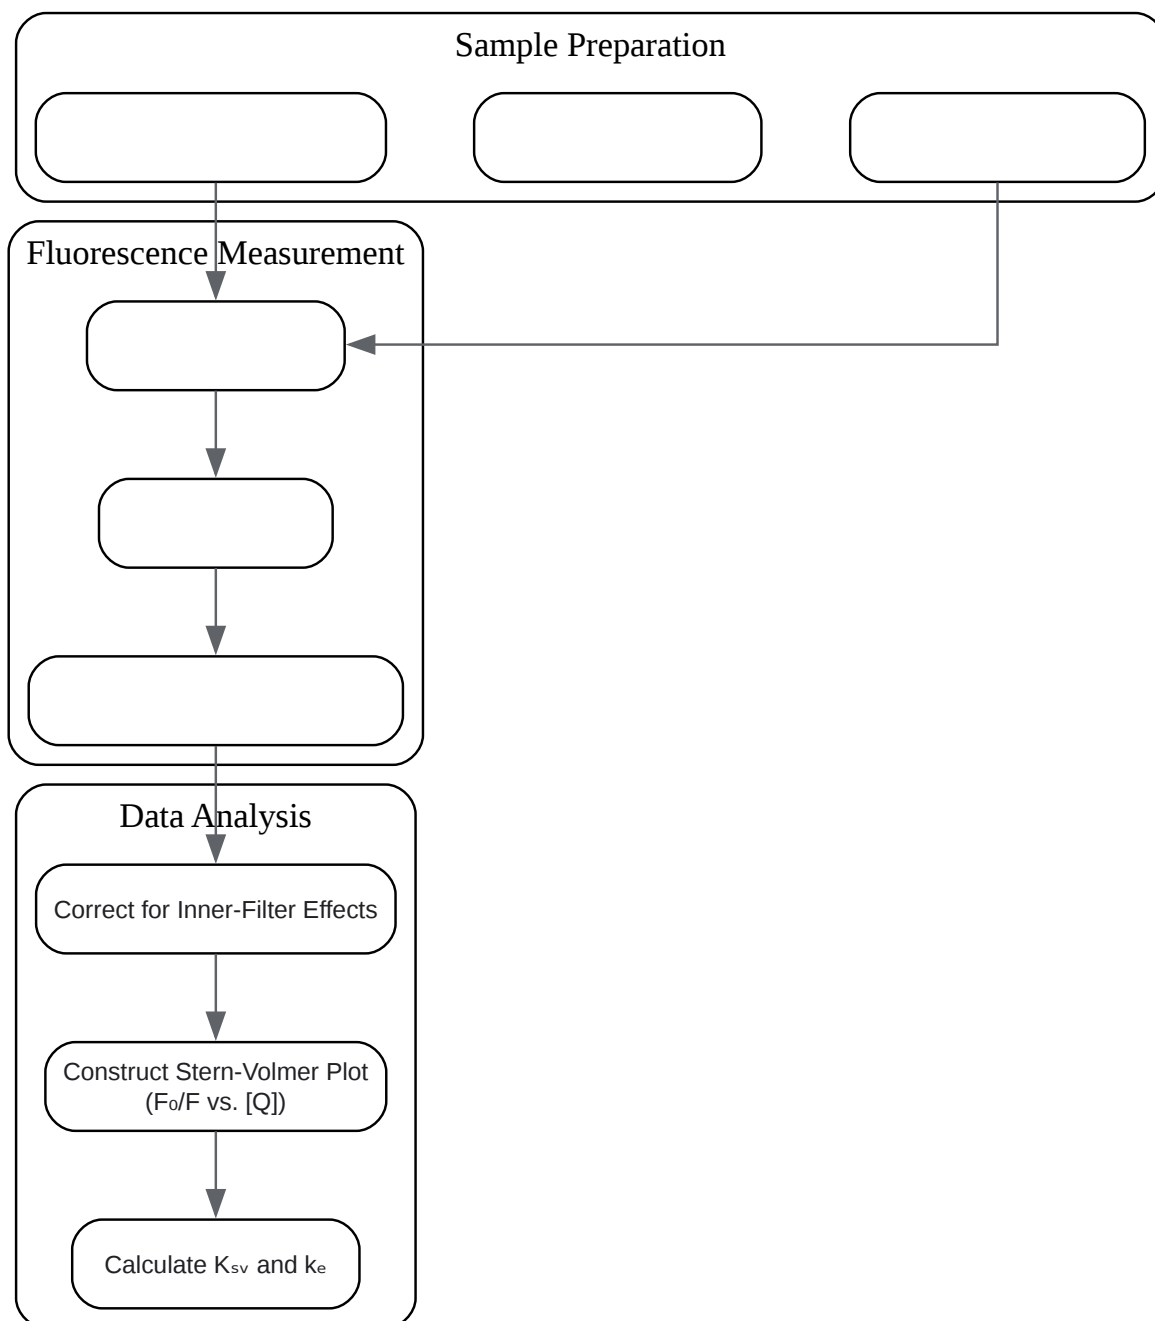 Sample Preparation
Fluorescence Measurement
Data Analysis
Correct for Inner-Filter Effects
Construct Stern-Volmer Plot
(F₀/F vs. [Q])
Calculate Kₛᵥ and kₑ